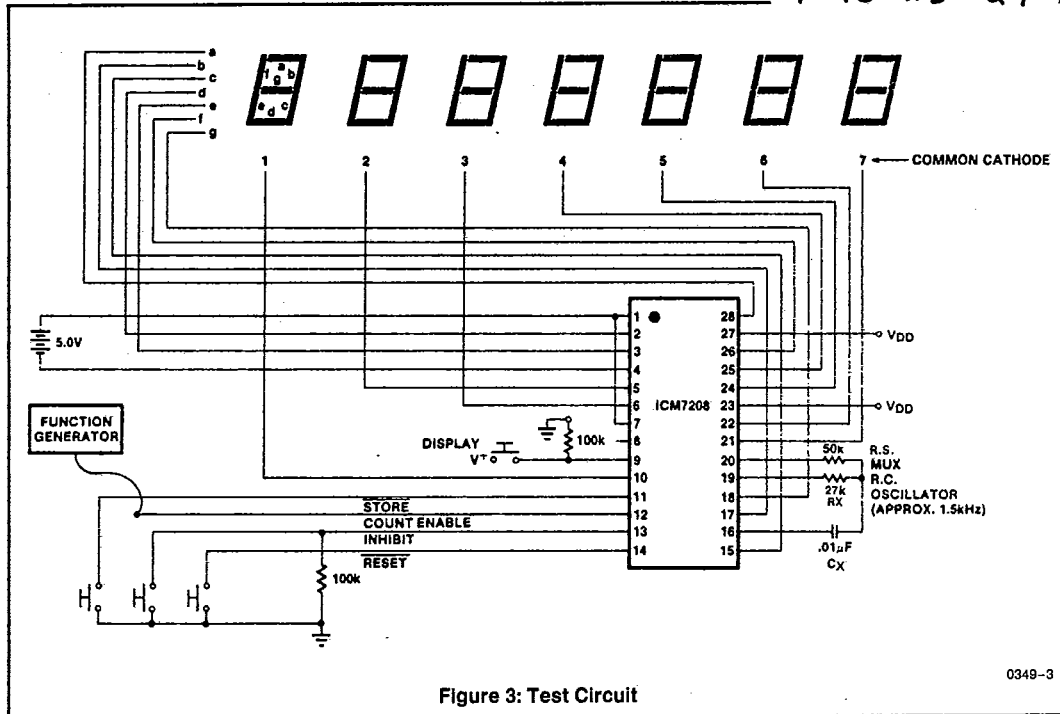 a
b
c
d
e
f
g
a
f b
g
e c
d
1 2 3 4 5 6 7 COMMON CATHODE
5.0V
1 28
2 27 VDD
3 26
4 25
5 24
6 ICM7208 23 VDD
7 22
8 21
9 20
10 19
11 18
12 17
13 16
14 15
FUNCTION
GENERATOR
DISPLAY
V+
100k
50k
27k
RX
R.S.
MUX
R.C.
OSCILLATOR
(APPROX. 1.5kHz)
.01µF
CX
STORE
COUNT ENABLE
INHIBIT
RESET
100k
0349-3
Figure 3: Test Circuit